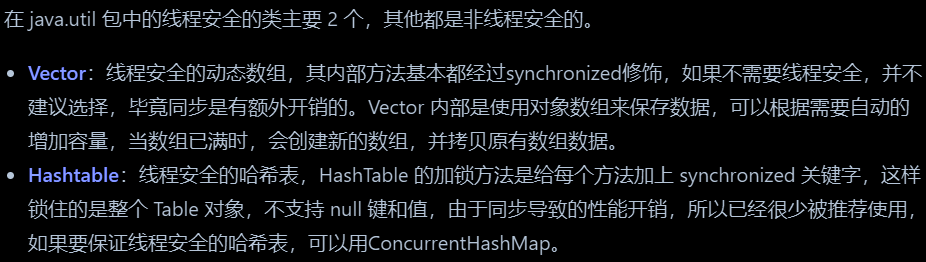 在 java.util 包中的线程安全的类主要 2 个，其他都是非线程安全的。
• Vector：线程安全的动态数组，其内部方法基本都经过synchronized修饰，如果不需要线程安全，并不
建议选择，毕竟同步是有额外开销的。Vector 内部是使用对象数组来保存数据，可以根据需要自动的
增加容量，当数组已满时，会创建新的数组，并拷贝原有数组数据。
• Hashtable：线程安全的哈希表，HashTable 的加锁方法是给每个方法加上 synchronized 关键字，这样
锁住的是整个 Table 对象，不支持 null 键和值，由于同步导致的性能开销，所以已经很少被推荐使用，
如果要保证线程安全的哈希表，可以用ConcurrentHashMap。